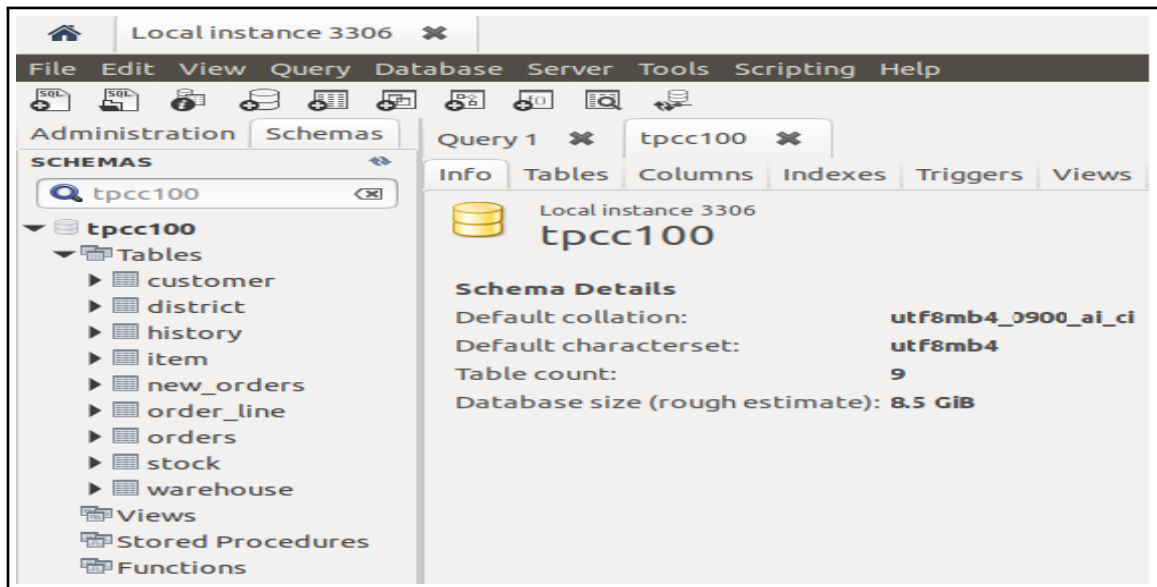 Local instance 3306
File Edit View Query Database Server Tools Scripting Help
Administration Schemas
SCHEMAS
tpcc100
tpcc100
Tables
customer
district
history
item
new_orders
order_line
orders
stock
warehouse
Views
Stored Procedures
Functions
Query 1 tpcc100
Info Tables Columns Indexes Triggers Views
Local instance 3306
tpcc100
Schema Details
Default collation: utf8mb4_0900_ai_ci
Default characterset: utf8mb4
Table count: 9
Database size (rough estimate): 8.5 GiB